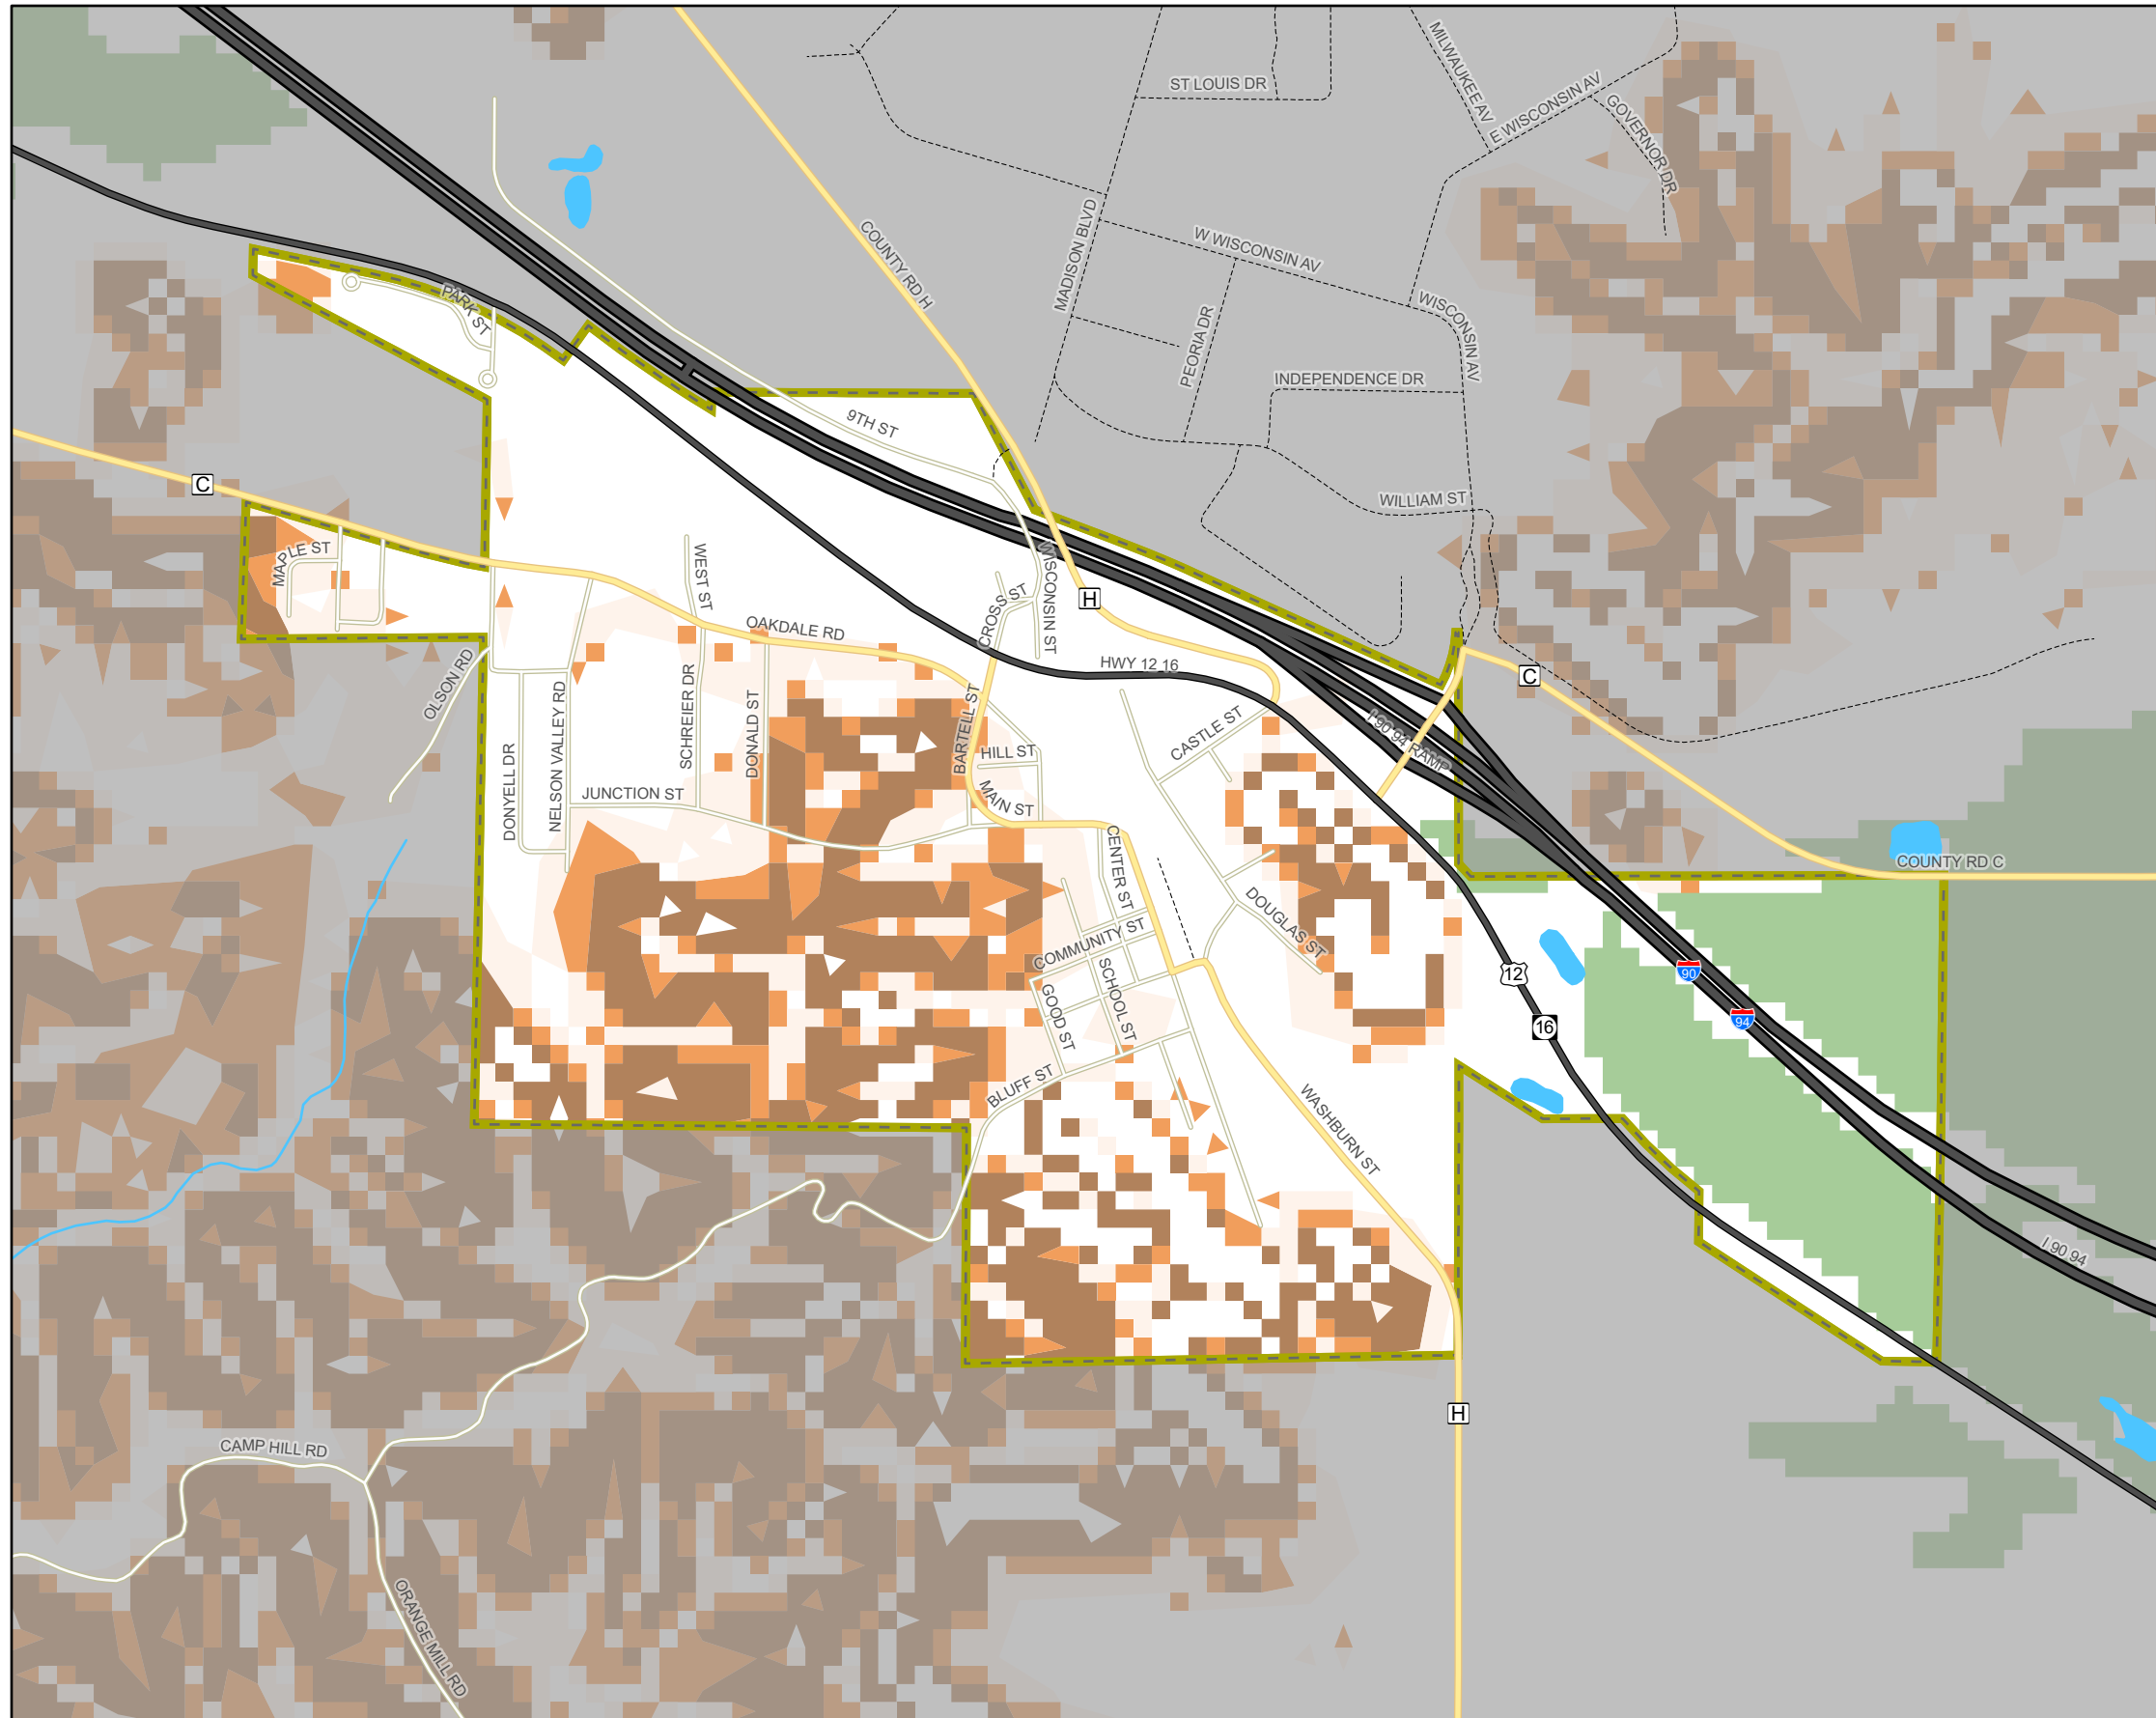 ST LOUIS DR
MILWAUKEE AV
E WISCONSIN AV
GOVERNOR DR
COUNTY RD H
MADISON BLVD
W WISCONSIN AV
PARK ST
PEORIA DR
WISCONSIN AV
INDEPENDENCE DR
9TH ST
C
WILLIAM ST
MAPLE ST
WEST ST
WISCONSIN ST
CROSS ST
H
OAKDALE RD
HWY 12 16
C
OLSON RD
NELSON VALLEY RD
SCHREIER DR
DONALD ST
BARTELL ST
CASTLE ST
I 90 94 RAMP
DONYELL DR
HILL ST
JUNCTION ST
MAIN ST
CENTER ST
COUNTY RD C
DOUGLAS ST
COMMUNITY ST
12
90
SCHOOL ST
GOOD ST
94
16
BLUFF ST
WASHBURN ST
I 90 94
H
CAMP HILL RD
ORANGE MILL RD